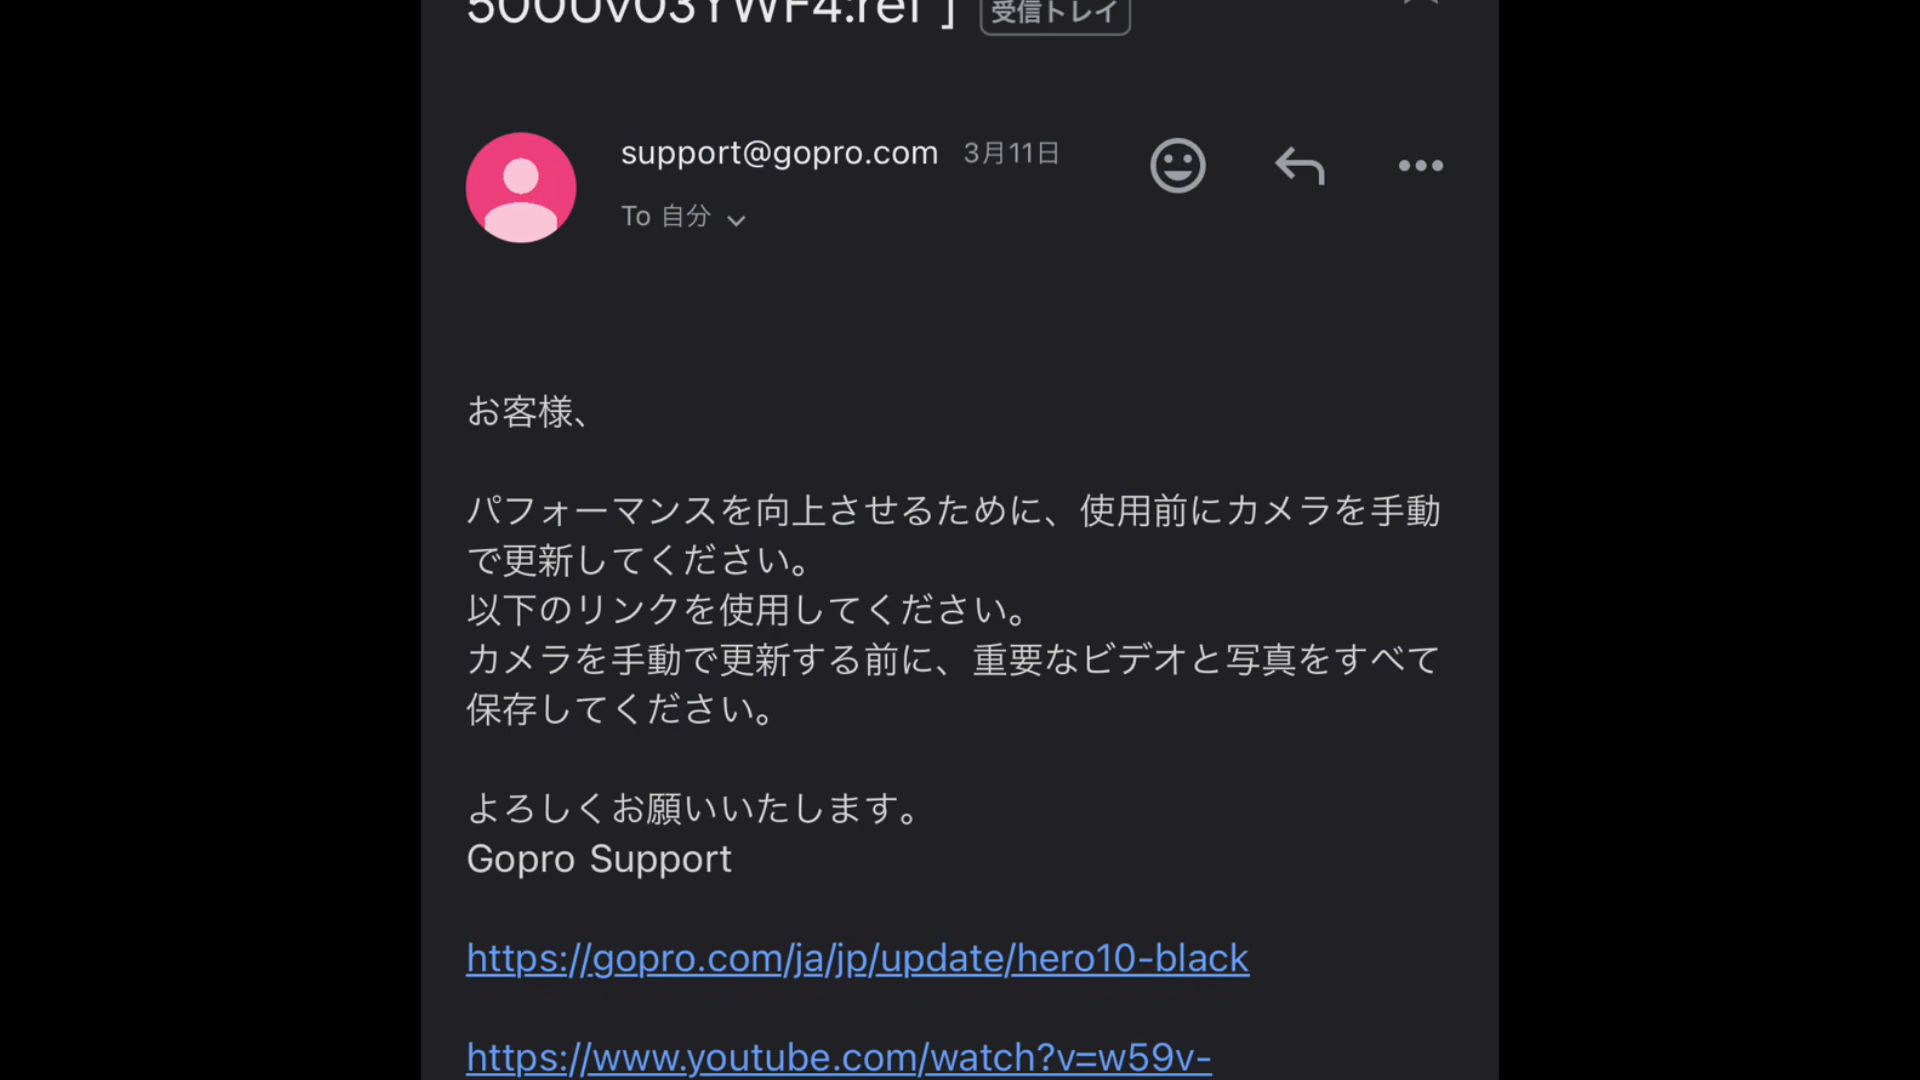 受信トレイ
support@gopro.com 3月11日
To 自分
お客様、
パフォーマンスを向上させるために、使用前にカメラを手動
で更新してください。
以下のリンクを使用してください。
カメラを手動で更新する前に、重要なビデオと写真をすべて
保存してください。
よろしくお願いいたします。
Gopro Support
https://gopro.com/ja/jp/update/hero10-black
https://www.youtube.com/watch?v=w59v-